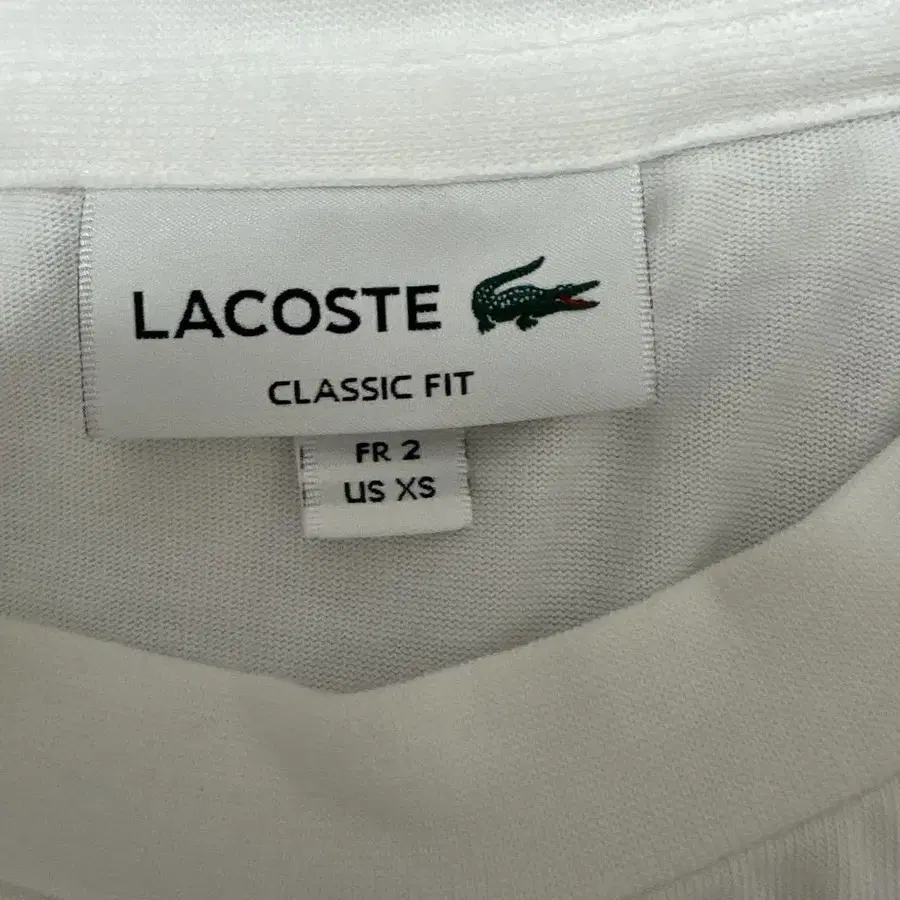 LACOSTE
CLASSIC FIT
FR 2
US XS